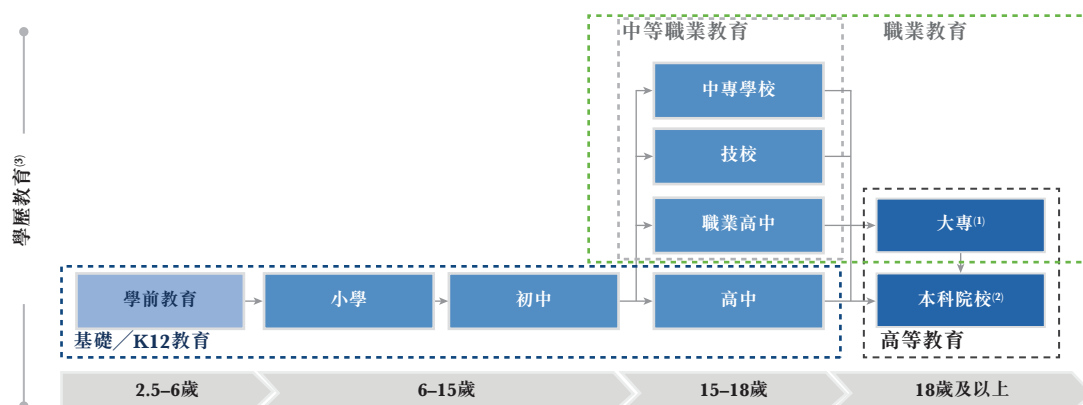 中等職業教育
職業教育
中專學校
技校
學歷教育(3)
職業高中
大專(1)
學前教育
小學
初中
高中
本科院校(2)
基礎／K12教育
高等教育
2.5–6歲
6–15歲
15–18歲
18歲及以上